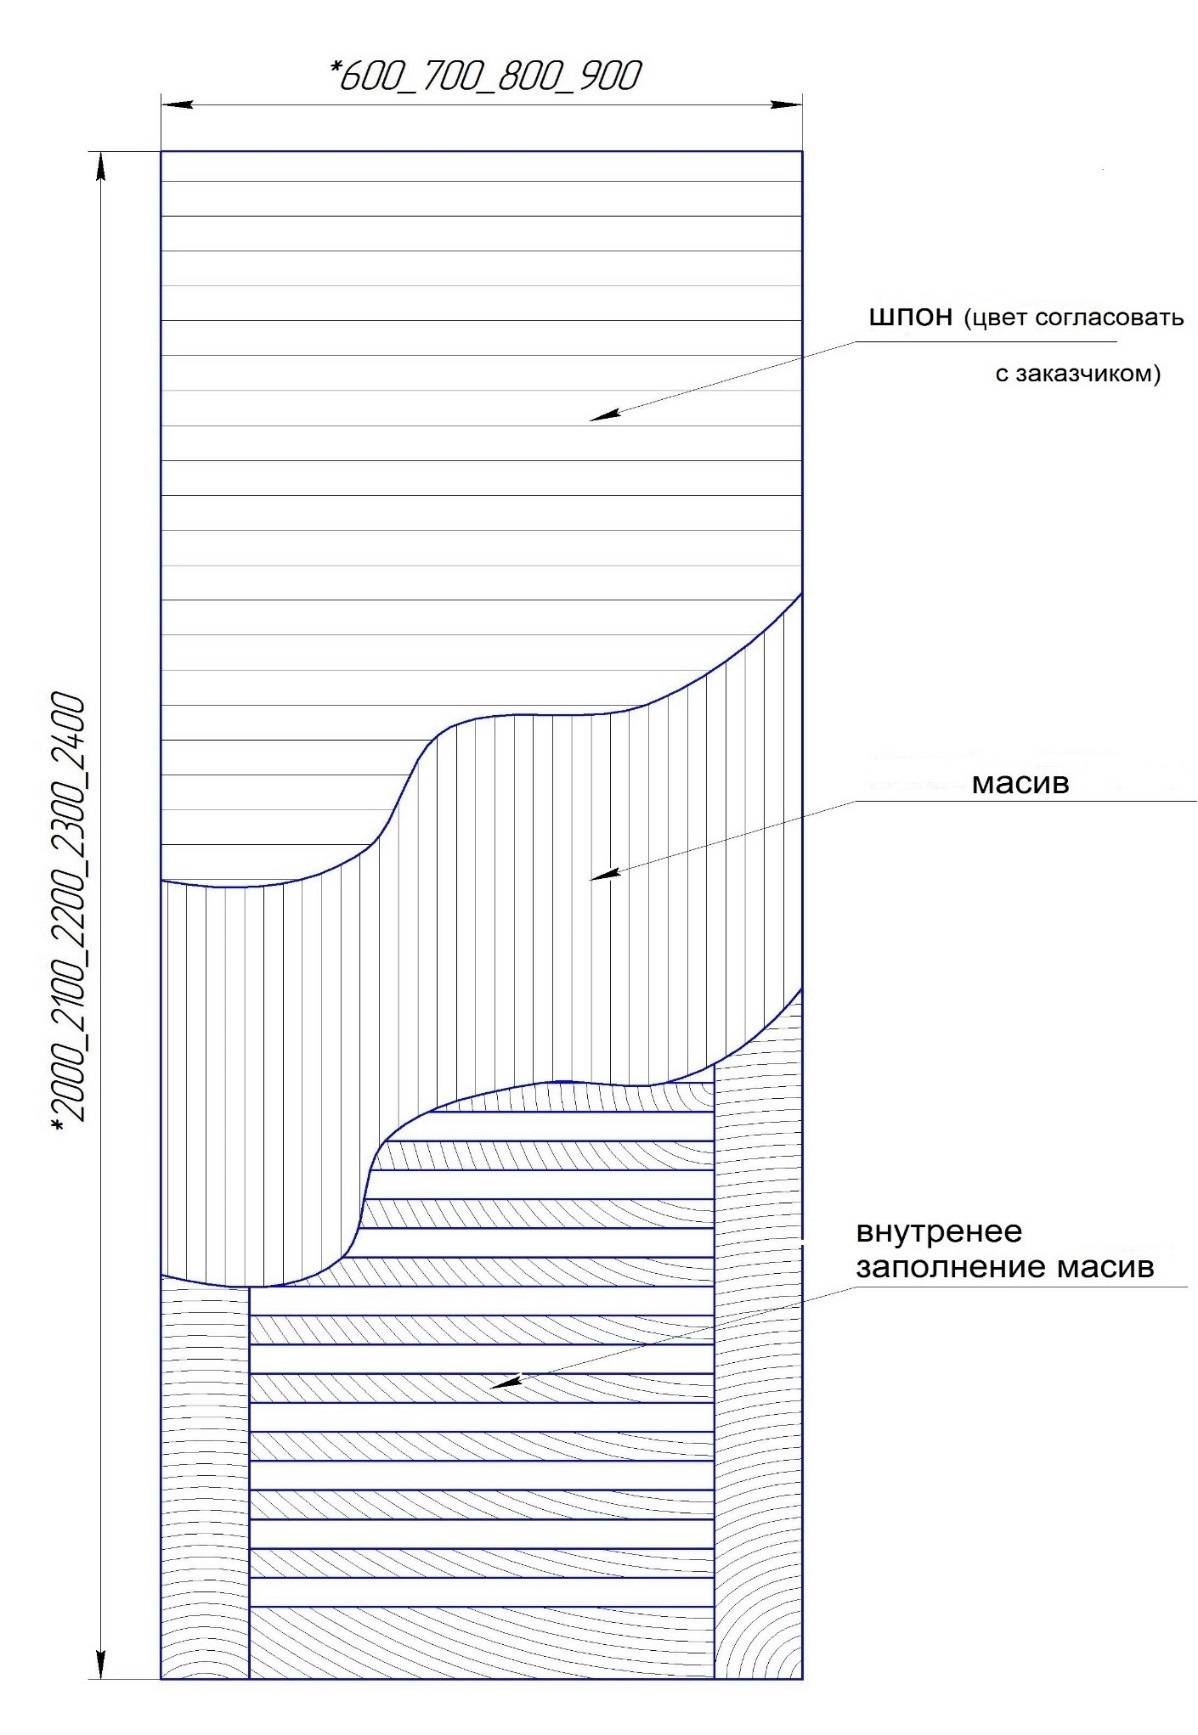 *600_700_800_900
шпон (цвет согласовать
с заказчиком)
*2000_2100_2200_2300_2400
масив
внутренее
заполнение масив